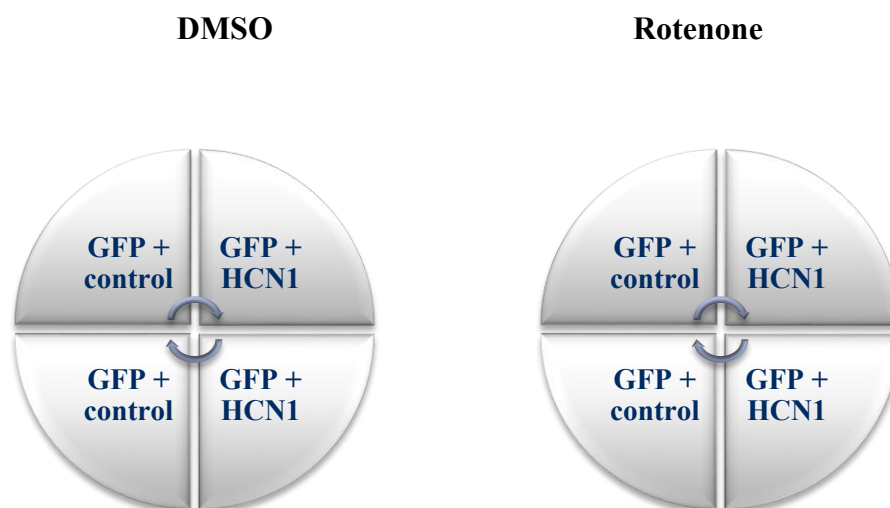 DMSO
Rotenone
GFP +
control
GFP +
HCN1
GFP +
control
GFP +
HCN1
GFP +
control
GFP +
HCN1
GFP +
control
GFP +
HCN1